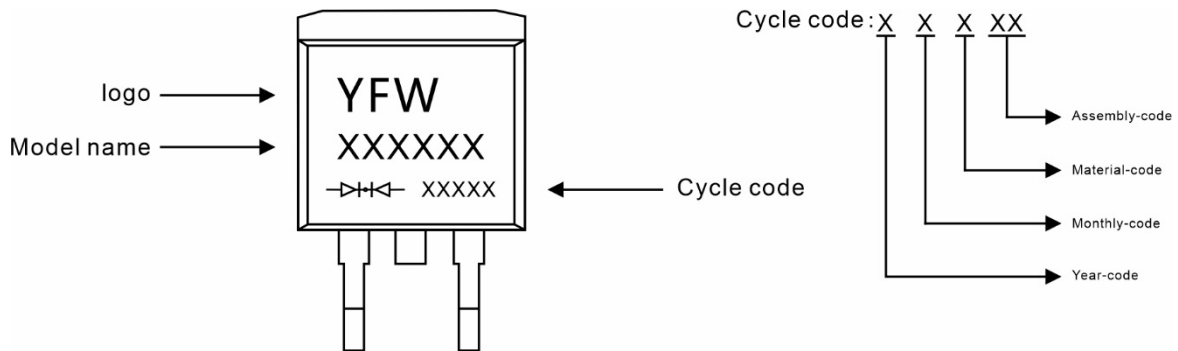 logo
Model name
YFW
XXXXXX
XXXXX
Cycle code
Cycle code : X X X XX
Assembly-code
Material-code
Monthly-code
Year-code